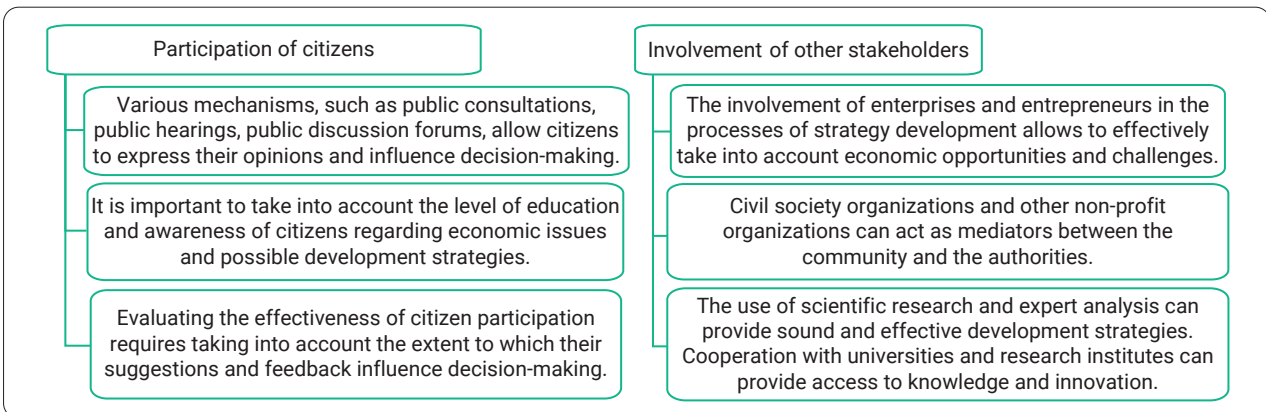 Participation of citizens
Various mechanisms, such as public consultations,
public hearings, public discussion forums, allow citizens
to express their opinions and influence decision-making.
It is important to take into account the level of education
and awareness of citizens regarding economic issues
and possible development strategies.
Evaluating the effectiveness of citizen participation
requires taking into account the extent to which their
suggestions and feedback influence decision-making.
Involvement of other stakeholders
The involvement of enterprises and entrepreneurs in the
processes of strategy development allows to effectively
take into account economic opportunities and challenges.
Civil society organizations and other non-profit
organizations can act as mediators between the
community and the authorities.
The use of scientific research and expert analysis can
provide sound and effective development strategies.
Cooperation with universities and research institutes can
provide access to knowledge and innovation.